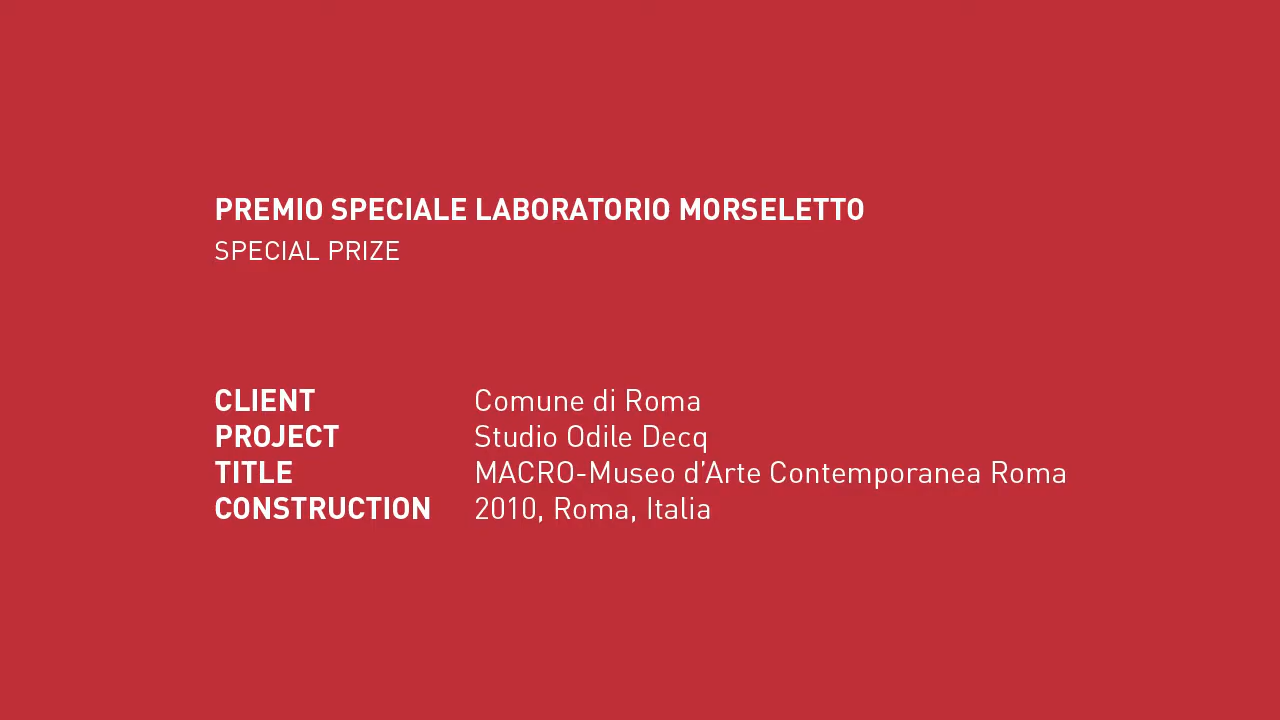 PREMIO SPECIALE LABORATORIO MORSELETTO
SPECIAL PRIZE
CLIENT Comune di Roma
PROJECT Studio Odile Decq
TITLE MACRO-Museo d’Arte Contemporanea Roma
CONSTRUCTION 2010, Roma, Italia